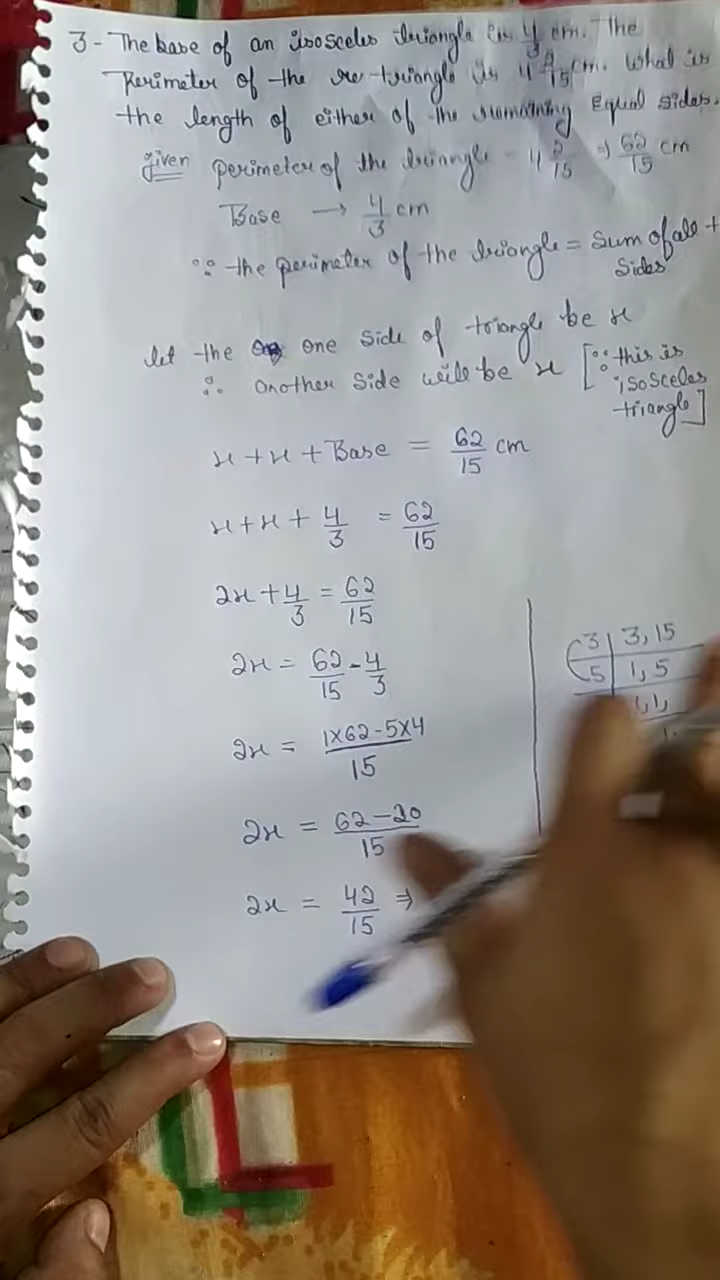 3- The base of an isosceles triangle is 4/3 cm. The
Perimeter of the re triangle is 4 2/15 cm. What is
the length of either of the remaining Equal sides.
given perimeter of the triangle - 4 2/15 ⇒ 62/15 cm
Base → 4/3 cm
∵ the perimeter of the triangle = Sum of all +
Sides
let the one side of triangle be x
∴ another side will be x [∵ this is
isosceles
triangle]
x + x + Base = 62/15 cm
x + x + 4/3 = 62/15
2x + 4/3 = 62/15
2x = 62/15 - 4/3
2x = 1x62-5x4/15
2x = 62-20/15
2x = 42/15 ⇒
3 | 3, 15
5 | 1, 5
1, 1,